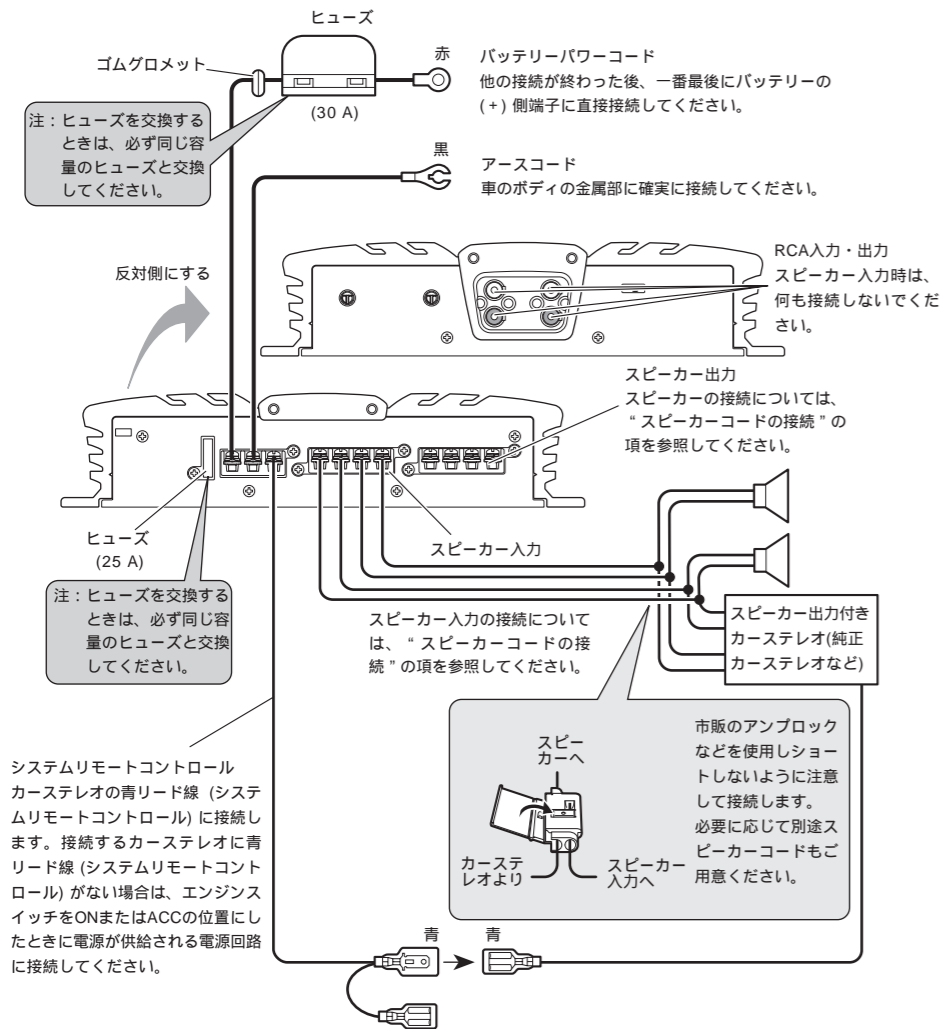 ヒューズ
ゴムグロメット
(30 A)
赤
バッテリーパワーコード
他の接続が終わった後、一番最後にバッテリーの
(+) 側端子に直接接続してください。
注：ヒューズを交換する
ときは、必ず同じ容
量のヒューズと交換
してください。
黒
アースコード
車のボディの金属部に確実に接続してください。
反対側にする
RCA入力・出力
スピーカー入力時は、
何も接続しないでくだ
さい。
スピーカー出力
スピーカーの接続については、
“ スピーカーコードの接続 ” の
項を参照してください。
ヒューズ
(25 A)
スピーカー入力
注：ヒューズを交換する
ときは、必ず同じ容
量のヒューズと交換
してください。
スピーカー入力の接続について
は、 “ スピーカーコードの接
続 ” の項を参照してください。
スピーカー出力付き
カーステレオ(純正
カーステレオなど)
スピー
カーへ
カーステ
レオより
スピーカー
入力へ
市販のアンプロック
などを使用しショー
トしないように注意
して接続します。
必要に応じて別途ス
ピーカーコードもご
用意ください。
システムリモートコントロール
カーステレオの青リード線 (システ
ムリモートコントロール) に接続し
ます。接続するカーステレオに青
リード線 (システムリモートコント
ロール) がない場合は、エンジンス
イッチをONまたはACCの位置にし
たときに電源が供給される電源回路
に接続してください。
青
青